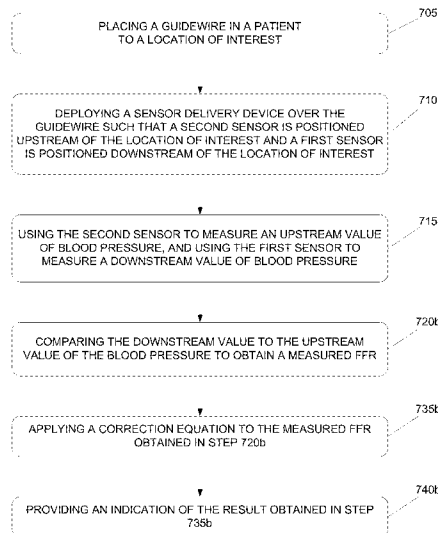 705
PLACING A GUIDEWIRE IN A PATIENT
TO A LOCATION OF INTEREST
710
DEPLOYING A SENSOR DELIVERY DEVICE OVER THE
GUIDEWIRE SUCH THAT A SECOND SENSOR IS POSITIONED
UPSTREAM OF THE LOCATION OF INTEREST AND A FIRST SENSOR
IS POSITIONED DOWNSTREAM OF THE LOCATION OF INTEREST
715
USING THE SECOND SENSOR TO MEASURE AN UPSTREAM VALUE
OF BLOOD PRESSURE, AND USING THE FIRST SENSOR TO
MEASURE A DOWNSTREAM VALUE OF BLOOD PRESSURE
720b
COMPARING THE DOWNSTREAM VALUE TO THE UPSTREAM
VALUE OF THE BLOOD PRESSURE TO OBTAIN A MEASURED FFR
735b
APPLYING A CORRECTION EQUATION TO THE MEASURED FFR
OBTAINED IN STEP 720b
740b
PROVIDING AN INDICATION OF THE RESULT OBTAINED IN STEP
735b